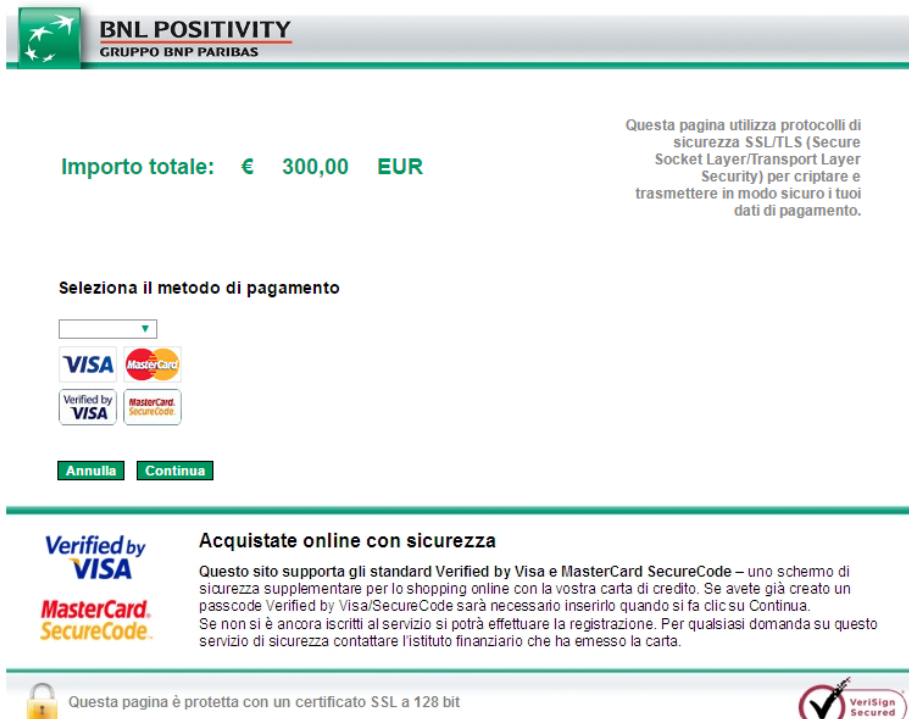 BNL POSITIVITY
GRUPPO BNP PARIBAS
Questa pagina utilizza protocolli di
sicurezza SSL/TLS (Secure
Socket Layer/Transport Layer
Security) per criptare e
trasmettere in modo sicuro i tuoi
dati di pagamento.
Importo totale: € 300,00 EUR
Seleziona il metodo di pagamento
VISA MasterCard
Verified by VISA MasterCard. SecureCode.
Annulla Continua
Verified by VISA
MasterCard. SecureCode.
Acquistate online con sicurezza
Questo sito supporta gli standard Verified by Visa e MasterCard SecureCode – uno schermo di
sicurezza supplementare per lo shopping online con la vostra carta di credito. Se avete già creato un
passcode Verified by Visa/SecureCode sarà necessario inserirlo quando si fa clic su Continua.
Se non si è ancora iscritti al servizio si potrà effettuare la registrazione. Per qualsiasi domanda su questo
servizio di sicurezza contattare l'istituto finanziario che ha emesso la carta.
Questa pagina è protetta con un certificato SSL a 128 bit
VeriSign
Secured